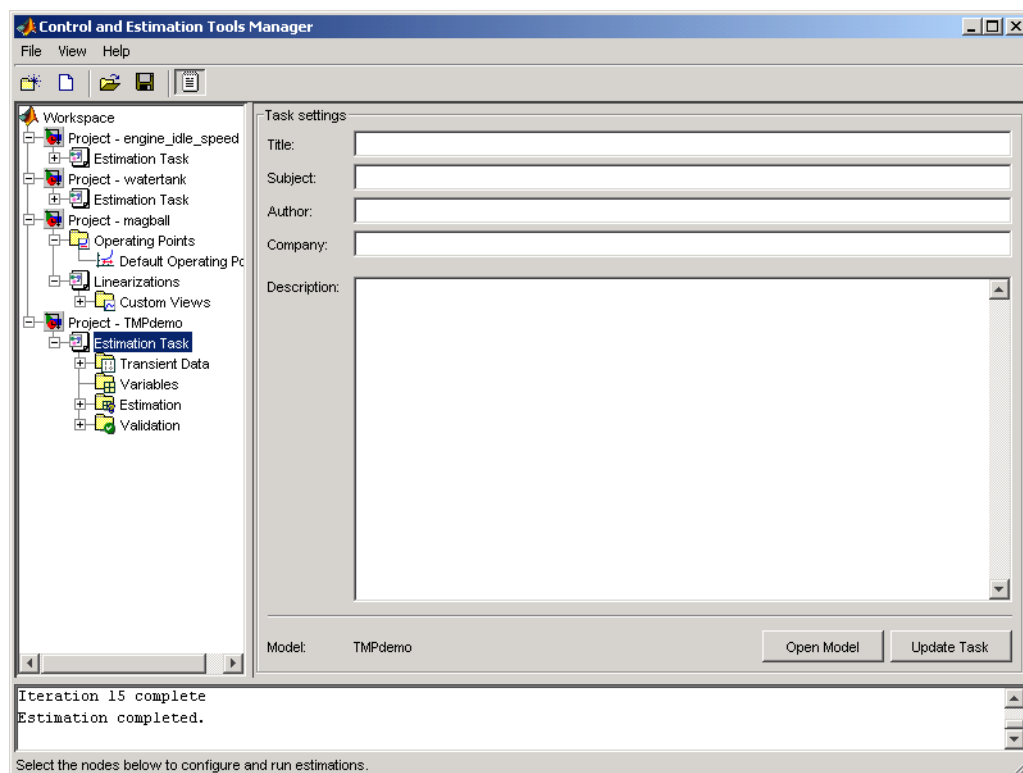 Control and Estimation Tools Manager
File View Help
Workspace
Project - engine_idle_speed
Estimation Task
Project - watertank
Estimation Task
Project - magball
Operating Points
Default Operating Po
Linearizations
Custom Views
Project - TMPdemo
Estimation Task
Transient Data
Variables
Estimation
Validation
Task settings
Title:
Subject:
Author:
Company:
Description:
Model: TMPdemo Open Model Update Task
Iteration 15 complete
Estimation completed.
Select the nodes below to configure and run estimations.